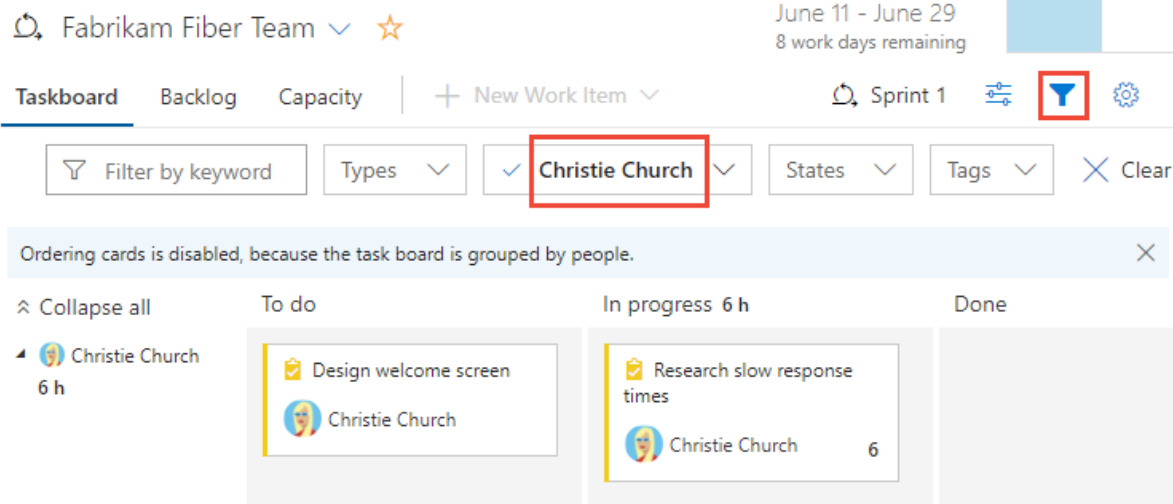 Fabrikam Fiber Team
June 11 - June 29
8 work days remaining
Taskboard Backlog Capacity New Work Item Sprint 1
Filter by keyword Types Christie Church States Tags Clear
Ordering cards is disabled, because the task board is grouped by people.
Collapse all To do In progress 6 h Done
Christie Church
6 h
Design welcome screen
Christie Church
Research slow response
times
Christie Church 6